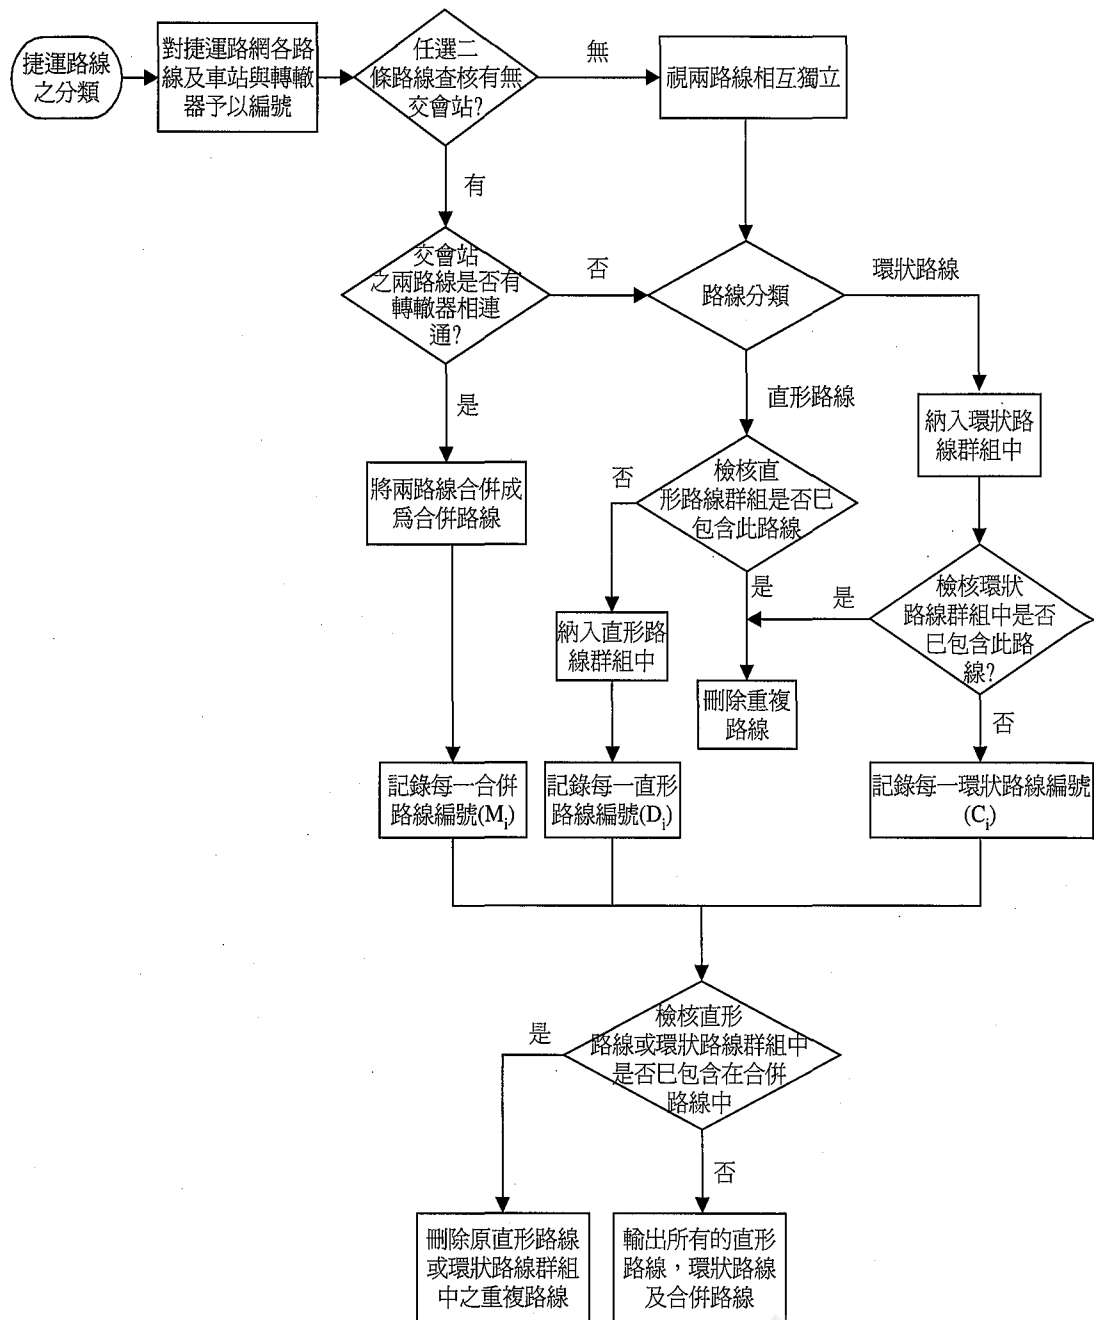 捷運路線
之分類
對捷運路網各路
線及車站與轉轍
器予以編號
任選二
條路線查核有無
交會站?
無
視兩路線相互獨立
有
交會站
之兩路線是否有
轉轍器相連
通?
否
路線分類
環狀路線
是
直形路線
納入環狀路
線群組中
將兩路線合併成
為合併路線
否
檢核直
形路線群組是否已
包含此路線
是
是
檢核環狀
路線群組中是否
已包含此路
線?
納入直形路
線群組中
刪除重複
路線
否
記錄每一合併
路線編號(Mi)
記錄每一直形
路線編號(Di)
記錄每一環狀路線編號
(Ci)
檢核直形
路線或環狀路線群組中
是否已包含在合併
路線中
是
否
刪除原直形路線
或環狀路線群組
中之重複路線
輸出所有的直形
路線，環狀路線
及合併路線